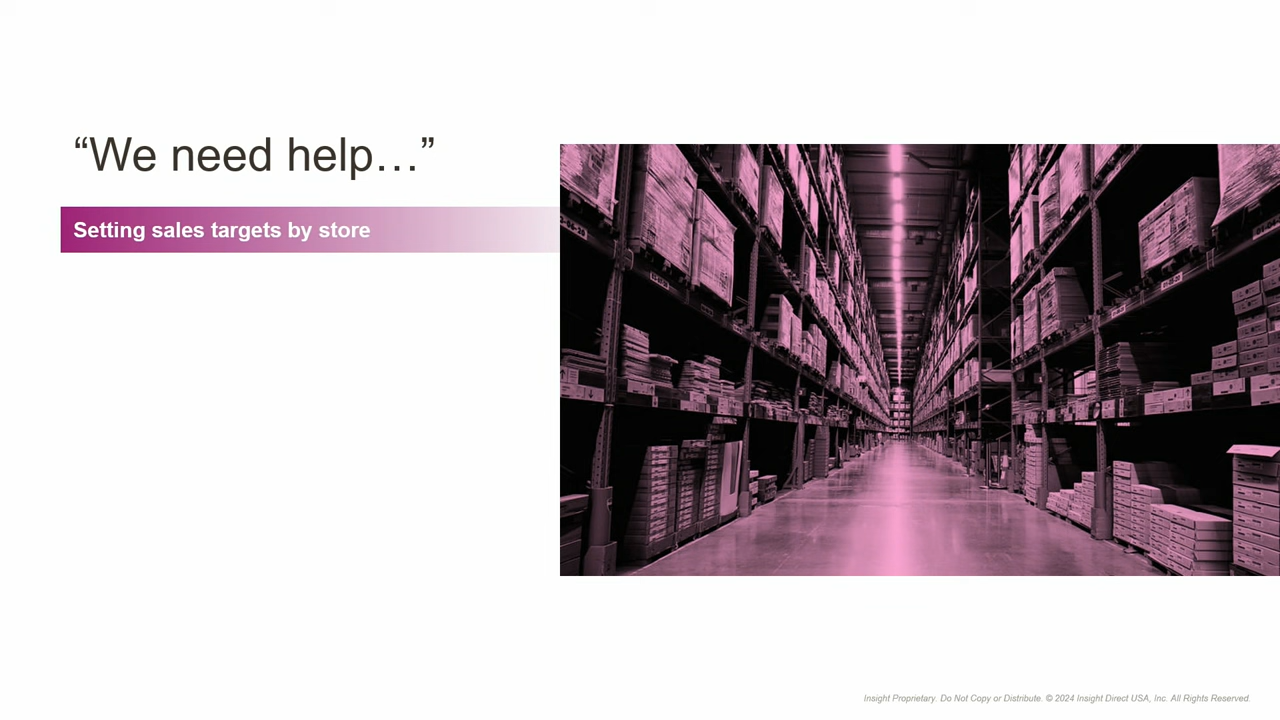 “We need help…”
Setting sales targets by store
Insight Proprietary. Do Not Copy or Distribute. © 2024 Insight Direct USA, Inc. All Rights Reserved.